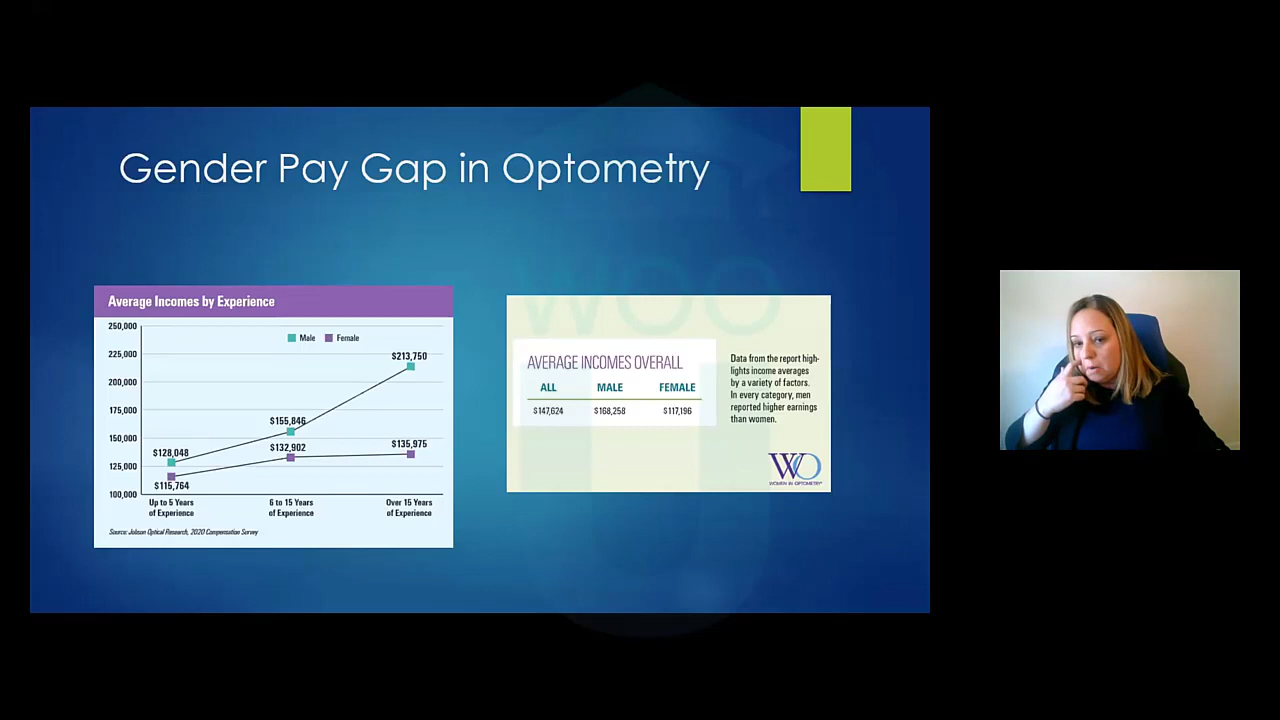 Gender Pay Gap in Optometry
Average Incomes by Experience
250,000
225,000
200,000
175,000
150,000
125,000
100,000
Male
Female
$213,750
$155,846
$128,048
$132,902
$135,975
$115,764
Up to 5 Years
of Experience
6 to 15 Years
of Experience
Over 15 Years
of Experience
Source: Jobson Optical Research, 2020 Compensation Survey
WOO
AVERAGE INCOMES OVERALL
ALL MALE FEMALE
$147,624 $168,258 $117,196
Data from the report high-
lights income averages
by a variety of factors.
In every category, men
reported higher earnings
than women.
WO
WOMEN IN OPTOMETRY